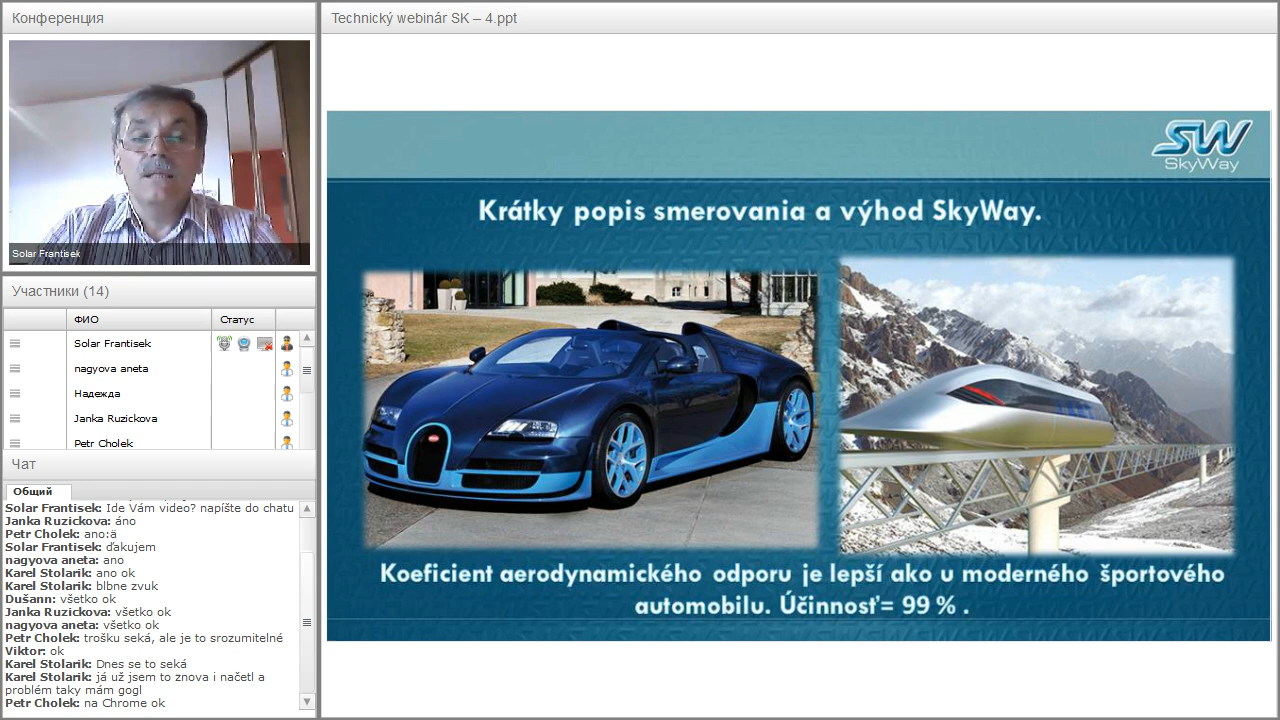 Конференция
Solar Frantisek
Участники (14)
ФИО
Статус
Solar Frantisek
nagyova aneta
Надежда
Janka Ruzickova
Petr Cholek
Чат
Общий
Solar Frantisek: Ide Vám video? napíšte do chatu
Janka Ruzickova: áno
Petr Cholek: ano:ä
Solar Frantisek: ďakujem
nagyova aneta: ano
Karel Stolarik: ano ok
Karel Stolarik: blbne zvuk
Dušann: všetko ok
Janka Ruzickova: všetko ok
nagyova aneta: všetko ok
Petr Cholek: trošku seká, ale je to srozumitelné
Viktor: ok
Karel Stolarik: Dnes se to seká
Karel Stolarik: já už jsem to znova i načetl a
problém taky mám gogl
Petr Cholek: na Chrome ok
Technický webinár SK – 4.ppt
SW
SkyWay
Krátky popis smerovania a výhod SkyWay.
Koeficient aerodynamického odporu je lepší ako u moderného športového
automobilu. Účinnosť= 99 % .